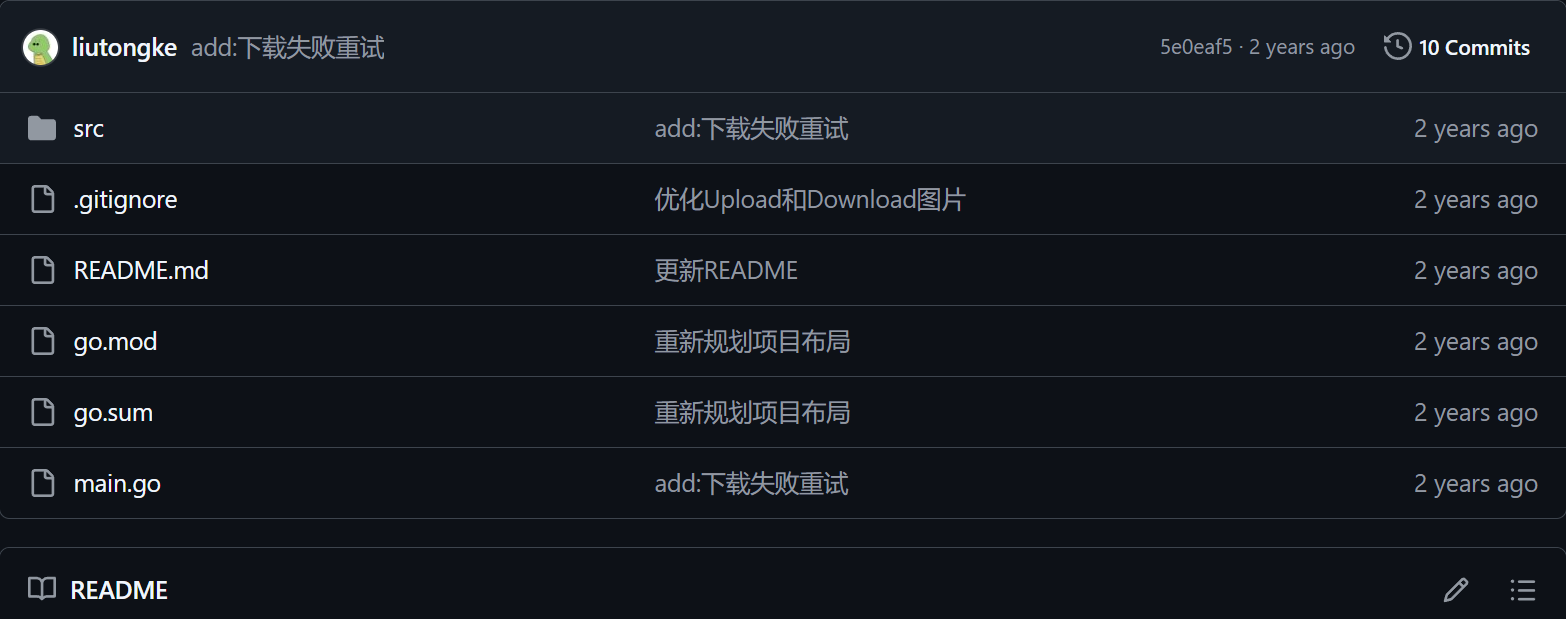 liutongke add:下载失败重试 5e0eaf5 · 2 years ago 10 Commits
src add:下载失败重试 2 years ago
.gitignore 优化Upload和Download图片 2 years ago
README.md 更新README 2 years ago
go.mod 重新规划项目布局 2 years ago
go.sum 重新规划项目布局 2 years ago
main.go add:下载失败重试 2 years ago
README